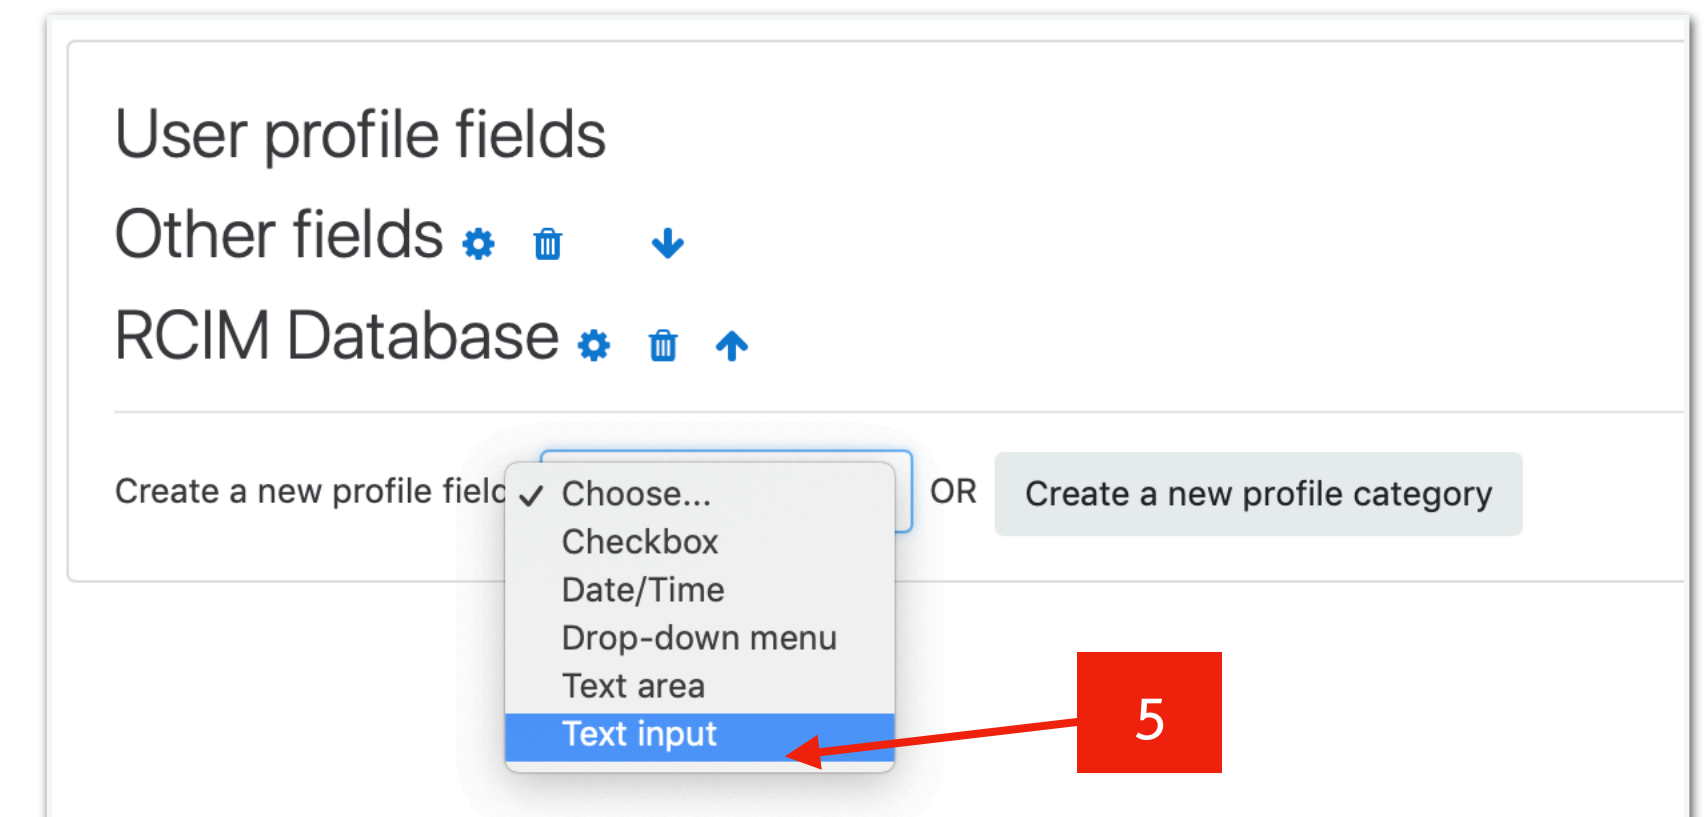 User profile fields
Other fields
RCIM Database
Create a new profile field
Choose...
OR
Create a new profile category
Checkbox
Date/Time
Drop-down menu
Text area
Text input
5